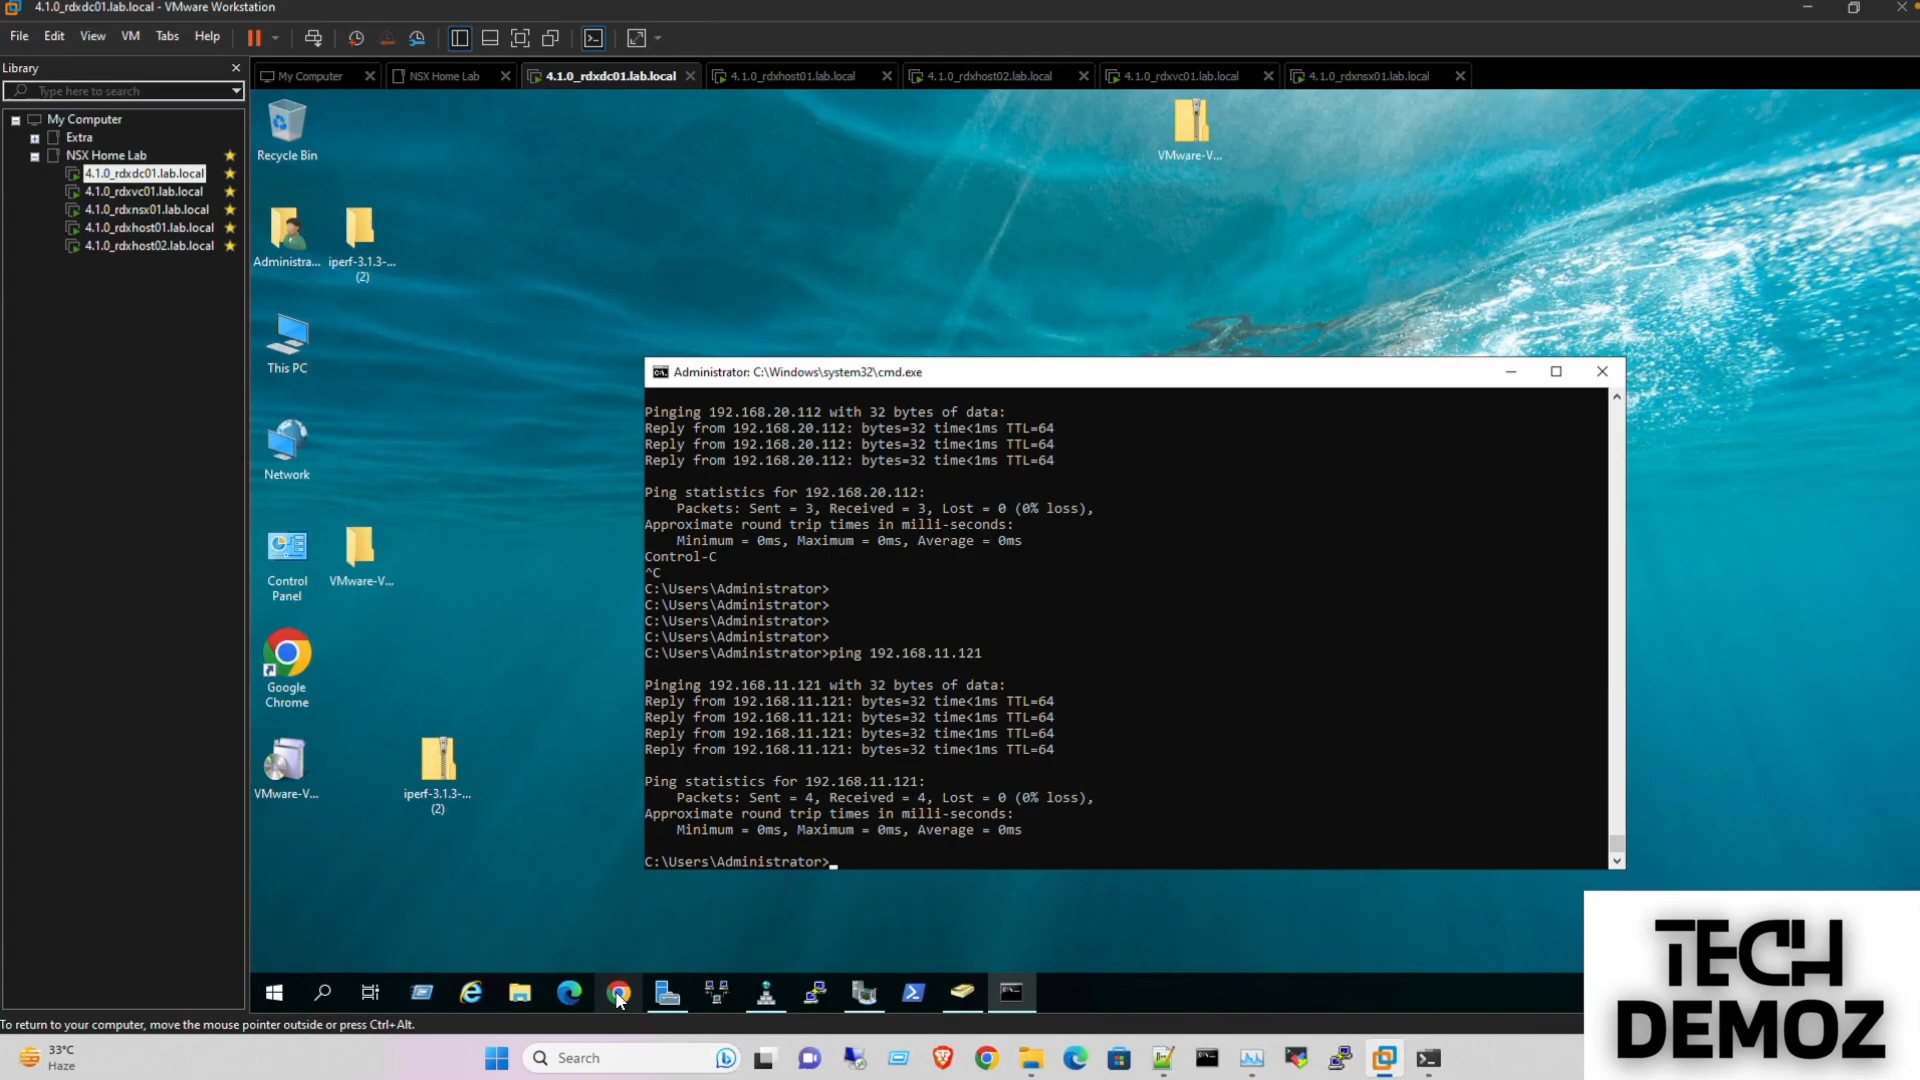 4.1.0_rdxdc01.lab.local - VMware Workstation
File Edit View VM Tabs Help
Library
Type here to search
My Computer
Extra
NSX Home Lab
4.1.0_rdxdc01.lab.local
4.1.0_rdxvc01.lab.local
4.1.0_rdxnsx01.lab.local
4.1.0_rdxhost01.lab.local
4.1.0_rdxhost02.lab.local
My Computer NSX Home Lab 4.1.0_rdxdc01.lab.local 4.1.0_rdxhost01.lab.local 4.1.0_rdxhost02.lab.local 4.1.0_rdxvc01.lab.local 4.1.0_rdxnsx01.lab.local
Recycle Bin
VMware-V...
Administra...
iperf-3.1.3-...
(2)
This PC
Network
Control
Panel
VMware-V...
Google
Chrome
VMware-V...
iperf-3.1.3-...
(2)
Administrator: C:\Windows\system32\cmd.exe
Pinging 192.168.20.112 with 32 bytes of data:
Reply from 192.168.20.112: bytes=32 time<1ms TTL=64
Reply from 192.168.20.112: bytes=32 time<1ms TTL=64
Reply from 192.168.20.112: bytes=32 time<1ms TTL=64
Ping statistics for 192.168.20.112:
Packets: Sent = 3, Received = 3, Lost = 0 (0% loss),
Approximate round trip times in milli-seconds:
Minimum = 0ms, Maximum = 0ms, Average = 0ms
Control-C
^C
C:\Users\Administrator>
C:\Users\Administrator>
C:\Users\Administrator>
C:\Users\Administrator>
C:\Users\Administrator>ping 192.168.11.121
Pinging 192.168.11.121 with 32 bytes of data:
Reply from 192.168.11.121: bytes=32 time<1ms TTL=64
Reply from 192.168.11.121: bytes=32 time<1ms TTL=64
Reply from 192.168.11.121: bytes=32 time<1ms TTL=64
Reply from 192.168.11.121: bytes=32 time<1ms TTL=64
Ping statistics for 192.168.11.121:
Packets: Sent = 4, Received = 4, Lost = 0 (0% loss),
Approximate round trip times in milli-seconds:
Minimum = 0ms, Maximum = 0ms, Average = 0ms
C:\Users\Administrator>
TECH
DEMOZ
To return to your computer, move the mouse pointer outside or press Ctrl+Alt.
33°C
Haze
Search